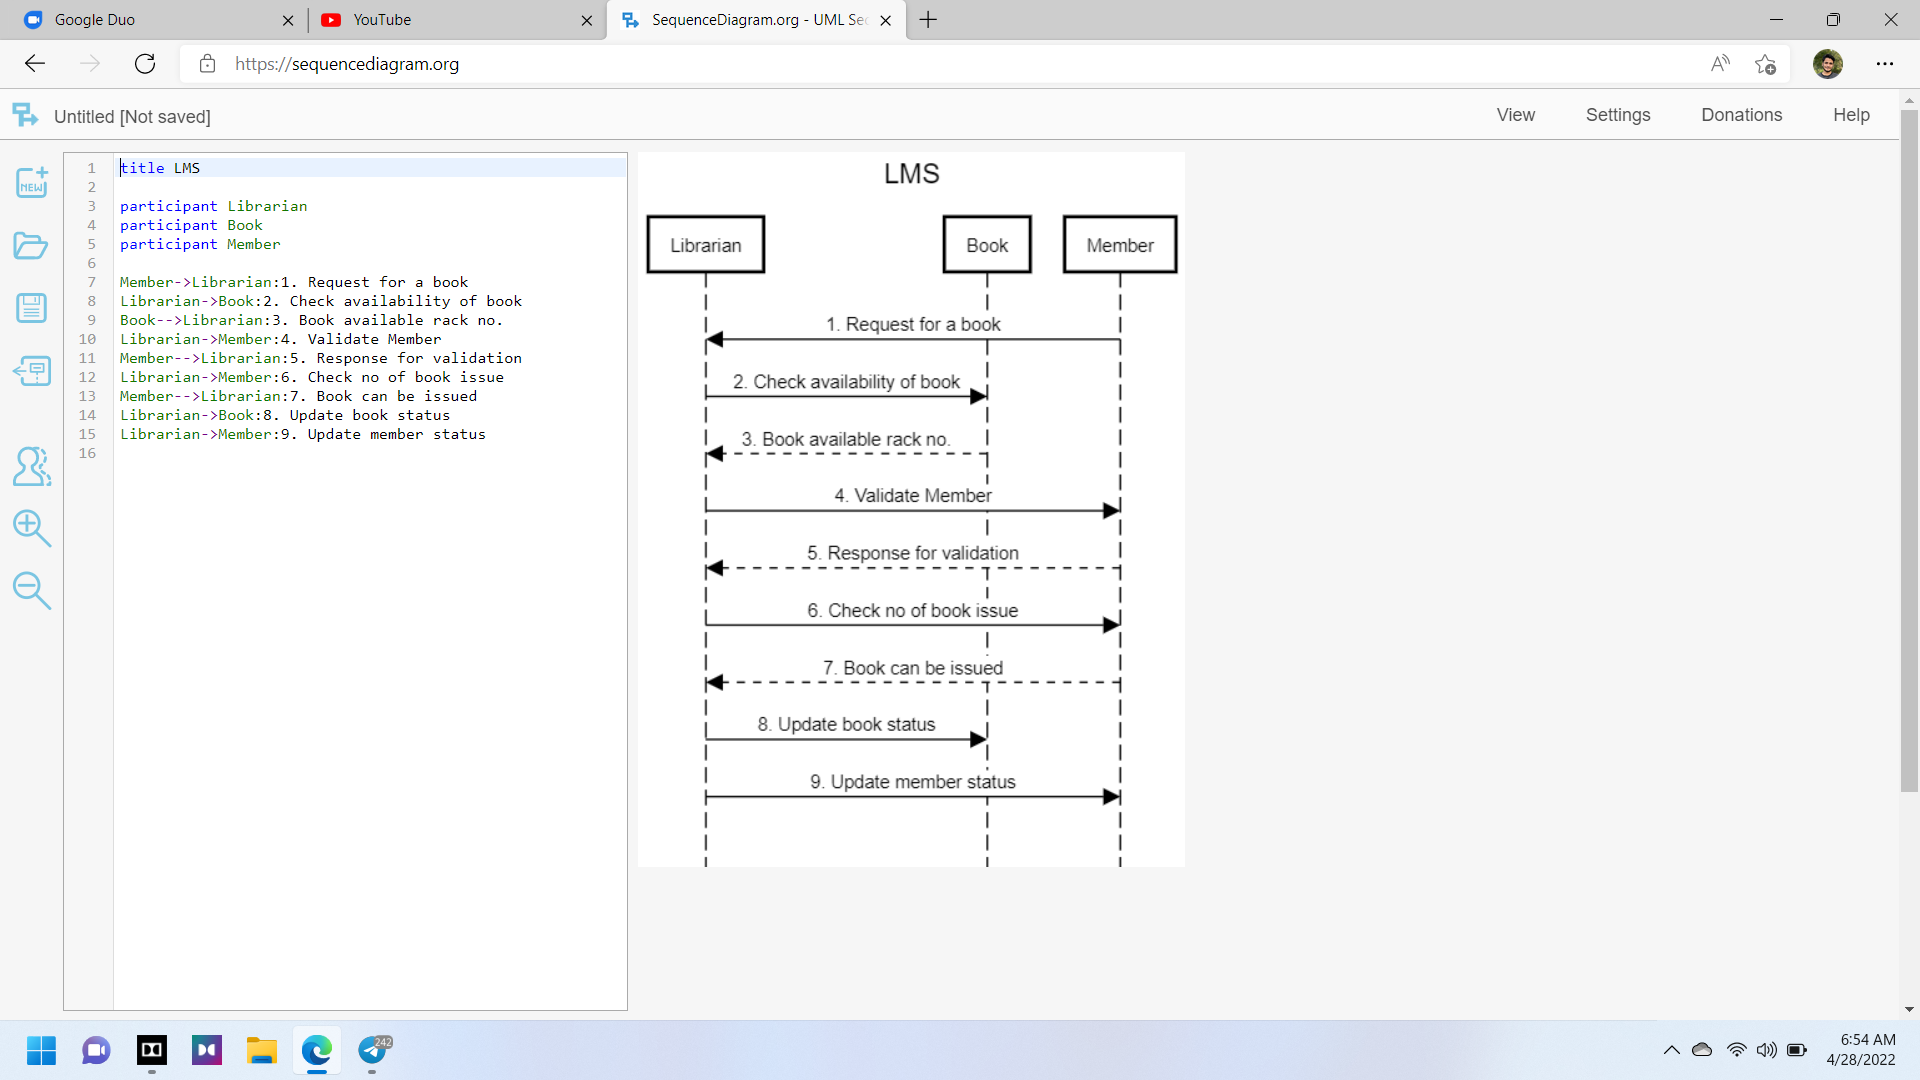 Google Duo
YouTube
SequenceDiagram.org - UML Se
https://sequencediagram.org
Untitled [Not saved]
View
Settings
Donations
Help
NEW
1 title LMS
2
3 participant Librarian
4 participant Book
5 participant Member
6
7 Member->Librarian:1. Request for a book
8 Librarian->Book:2. Check availability of book
9 Book-->Librarian:3. Book available rack no.
10 Librarian->Member:4. Validate Member
11 Member-->Librarian:5. Response for validation
12 Librarian->Member:6. Check no of book issue
13 Member-->Librarian:7. Book can be issued
14 Librarian->Book:8. Update book status
15 Librarian->Member:9. Update member status
16
LMS
Librarian
Book
Member
1. Request for a book
2. Check availability of book
3. Book available rack no.
4. Validate Member
5. Response for validation
6. Check no of book issue
7. Book can be issued
8. Update book status
9. Update member status
242
6:54 AM
4/28/2022